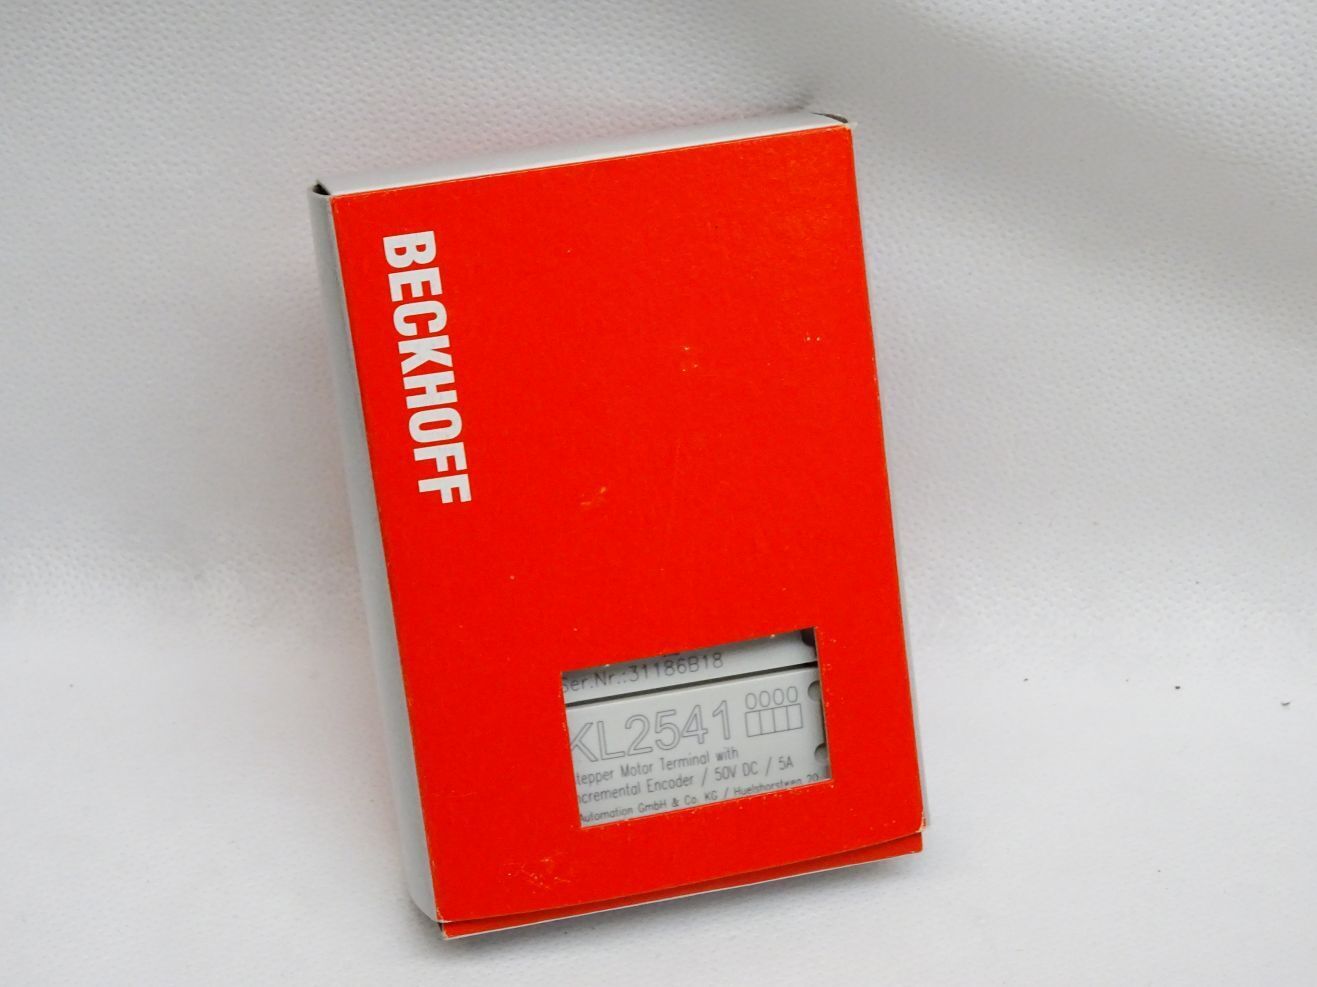 BECKHOFF
Ser.Nr.:31186B18
KL2541 0000
tepper Motor Terminal with
ncremental Encoder / 50V DC / 5A
Automation GmbH & Co. KG / Huelshorstweg 20